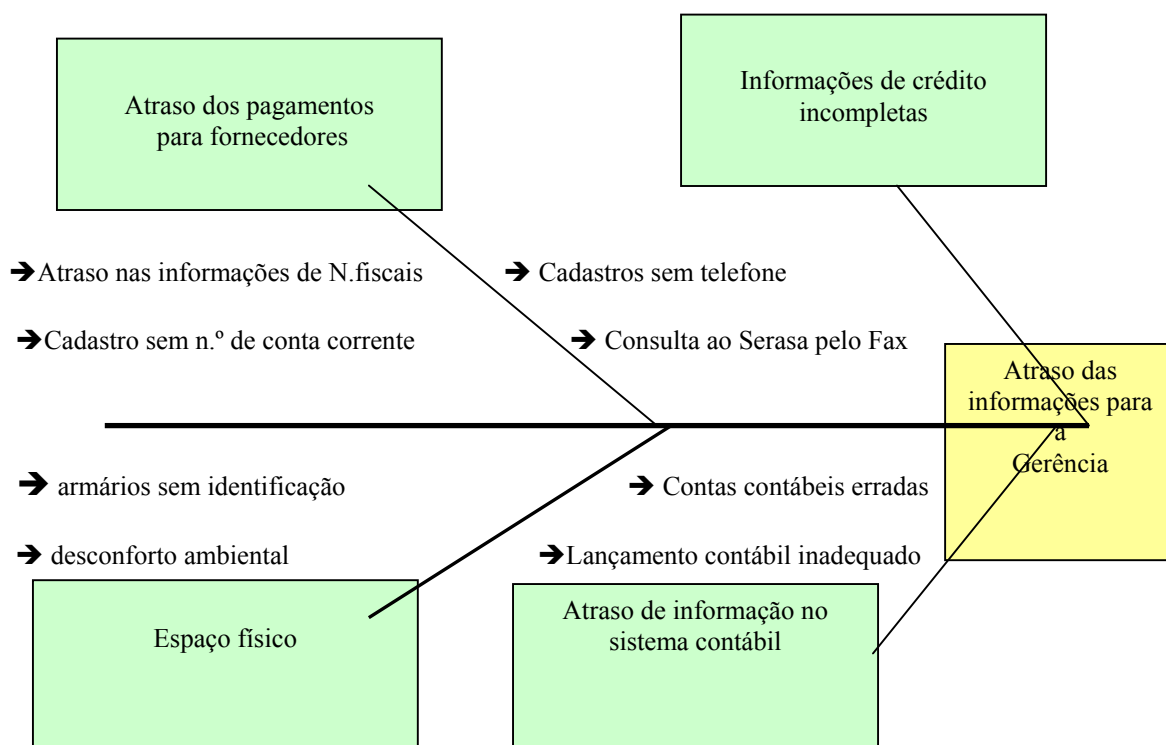 Atraso dos pagamentos
para fornecedores
Informações de crédito
incompletas
➔Atraso nas informações de N.fiscais
➔ Cadastros sem telefone
➔Cadastro sem n.º de conta corrente
➔ Consulta ao Serasa pelo Fax
Atraso das
informações para
a
Gerência
➔ armários sem identificação
➔ Contas contábeis erradas
➔ desconforto ambiental
➔Lançamento contábil inadequado
Espaço físico
Atraso de informação no
sistema contábil